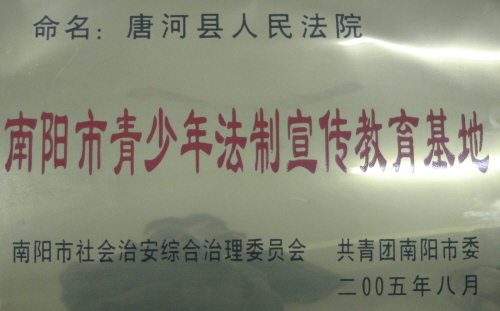 命名：唐河县人民法院
南阳市青少年法制宣传教育基地
南阳市社会治安综合治理委员会 共青团南阳市委
二00五年八月